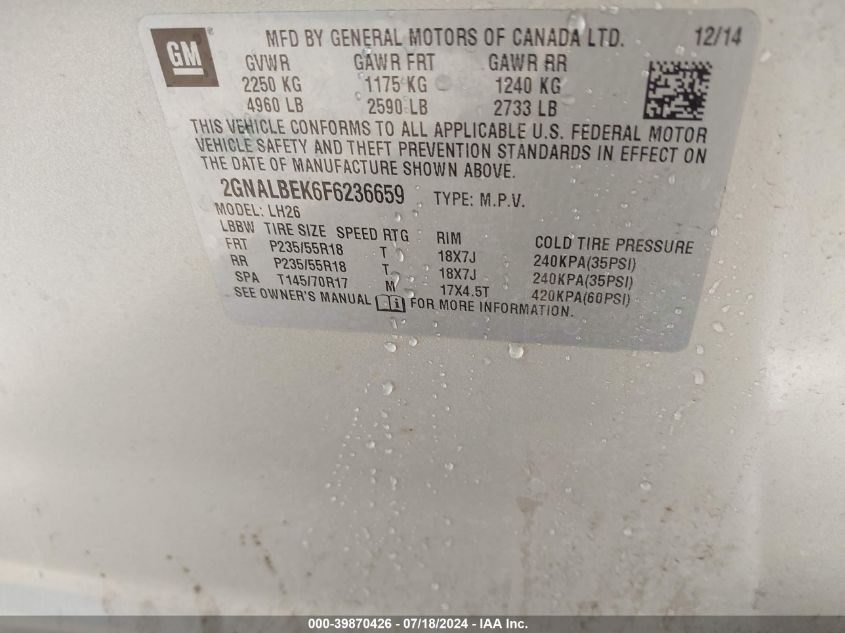 GM ®
MFD BY GENERAL MOTORS OF CANADA LTD. 12/14
GVWR GAWR FRT GAWR RR
2250 KG 1175 KG 1240 KG
4960 LB 2590 LB 2733 LB
THIS VEHICLE CONFORMS TO ALL APPLICABLE U.S. FEDERAL MOTOR
VEHICLE SAFETY AND THEFT PREVENTION STANDARDS IN EFFECT ON
THE DATE OF MANUFACTURE SHOWN ABOVE.
2GNALBEK6F6236659 TYPE: M.P.V.
MODEL: LH26
LBBW TIRE SIZE SPEED RTG RIM COLD TIRE PRESSURE
FRT P235/55R18 T 18X7J 240KPA(35PSI)
RR P235/55R18 T 18X7J 240KPA(35PSI)
SPA T145/70R17 M 17X4.5T 420KPA(60PSI)
SEE OWNER'S MANUAL i FOR MORE INFORMATION.
000-39870426 - 07/18/2024 - IAA Inc.